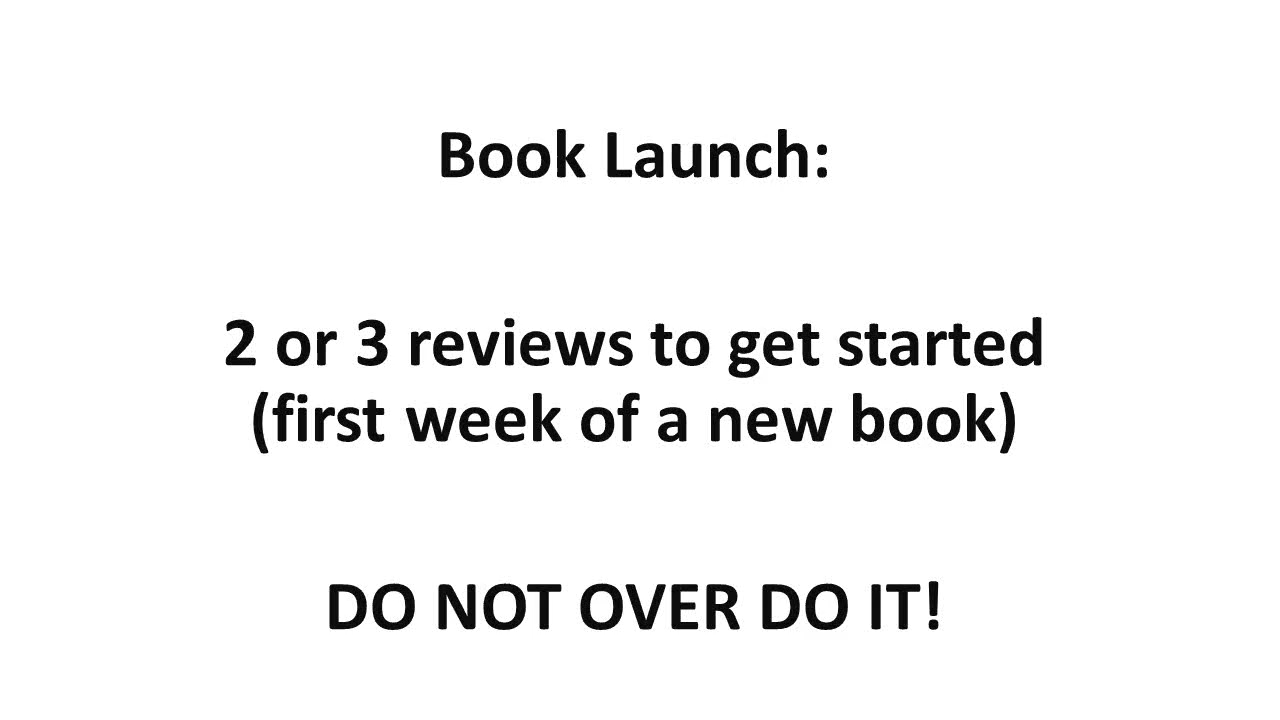 Book Launch:
2 or 3 reviews to get started
(first week of a new book)
DO NOT OVER DO IT!